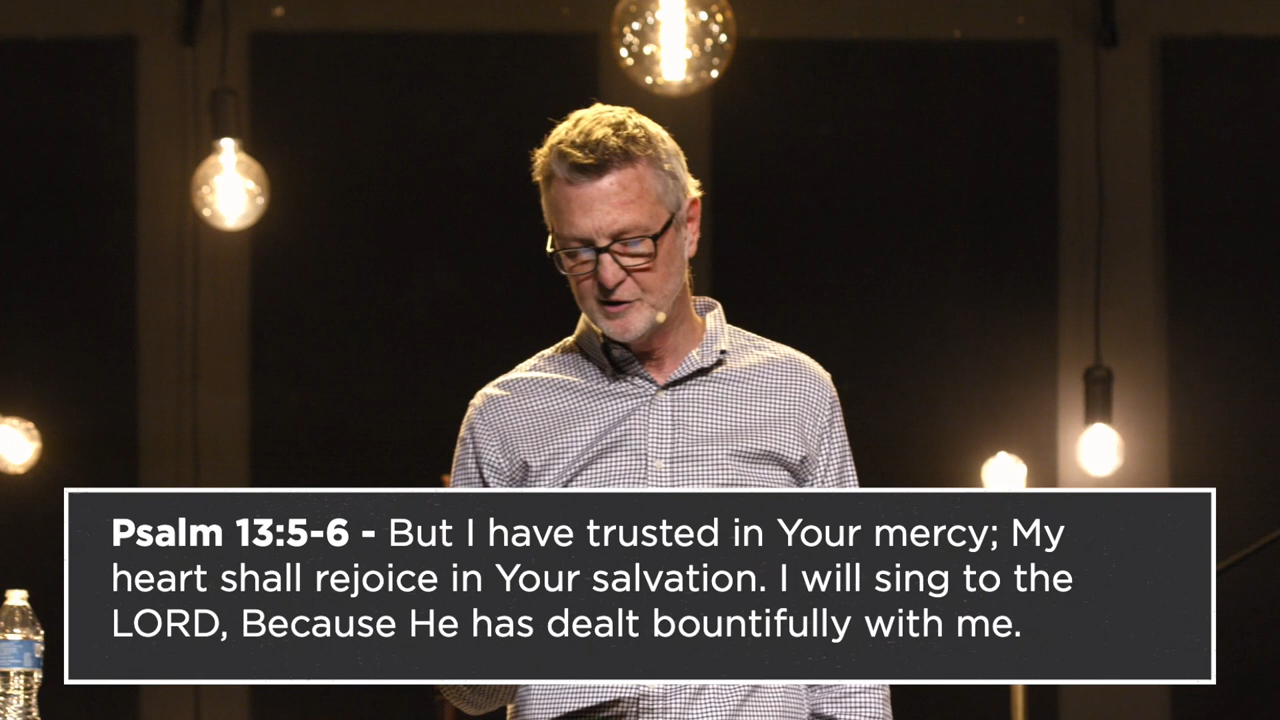 Psalm 13:5-6 - But I have trusted in Your mercy; My
heart shall rejoice in Your salvation. I will sing to the
LORD, Because He has dealt bountifully with me.